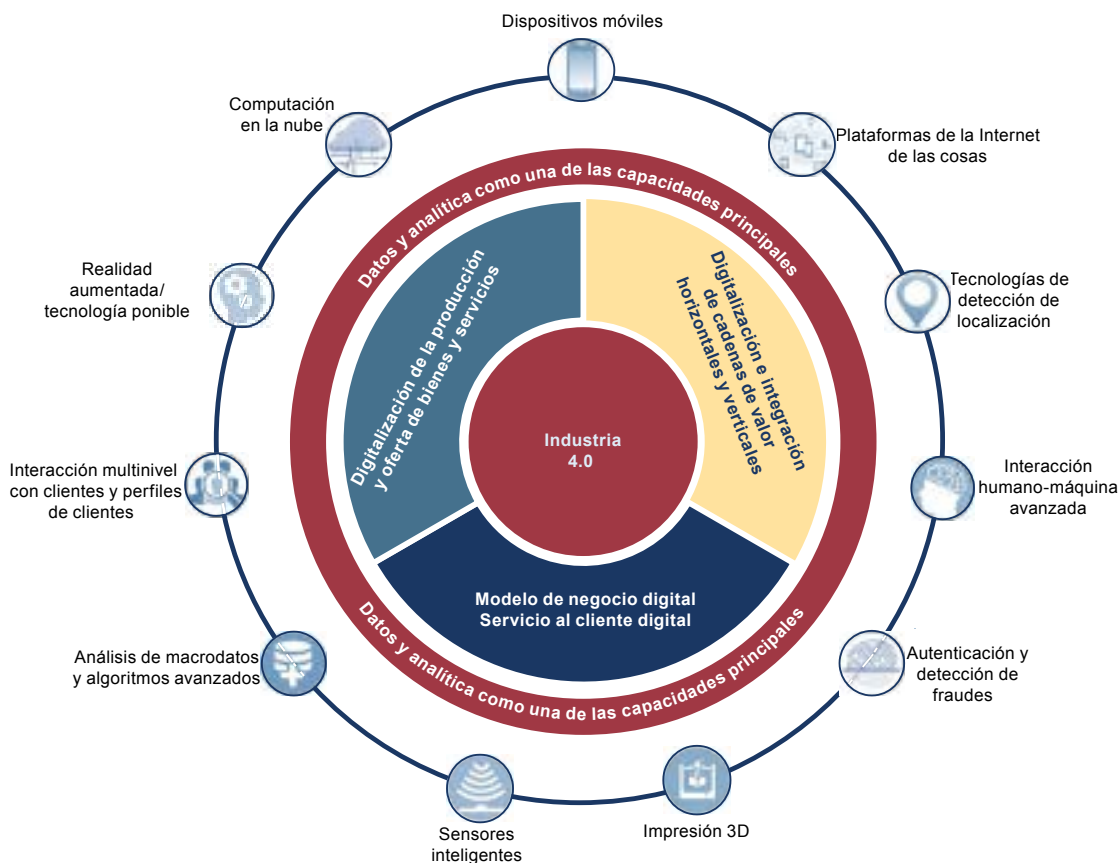 Dispositivos móviles
Computación
en la nube
Plataformas de la Internet
de las cosas
Datos y analítica como una de las capacidades principales
Realidad
aumentada/
tecnología ponible
Digitalización de la producción
y oferta de bienes y servicios
Digitalización e integración
de cadenas de valor
horizontales y verticales
Tecnologías de
detección de
localización
Industria
4.0
Interacción multinivel
con clientes y perfiles
de clientes
Interacción
humano-máquina
avanzada
Modelo de negocio digital
Servicio al cliente digital
Datos y analítica como una de las capacidades principales
Análisis de macrodatos
y algoritmos avanzados
Autenticación y
detección de
fraudes
Sensores
inteligentes
Impresión 3D